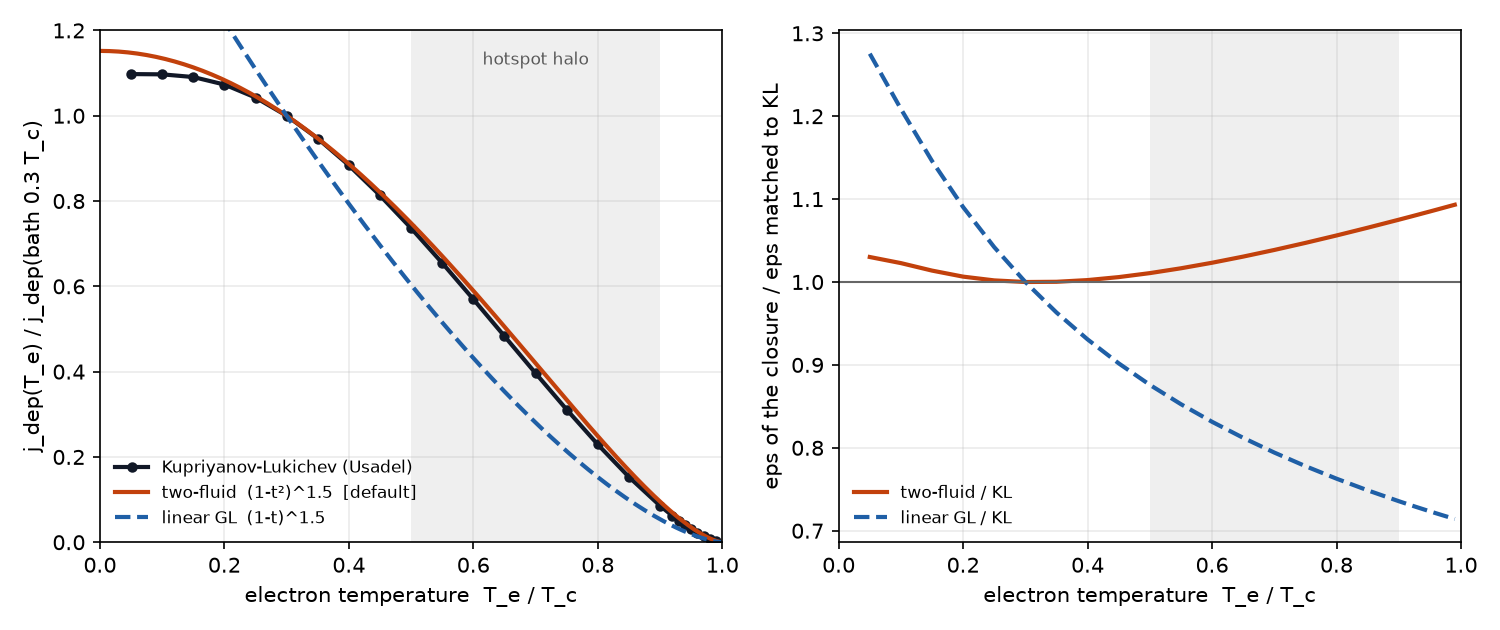 1.2
1.0
0.8
0.6
0.4
0.2
0.0
j_dep(T_e) / j_dep(bath 0.3 T_c)
hotspot halo
Kupriyanov-Lukichev (Usadel)
two-fluid (1-t²)^1.5 [default]
linear GL (1-t)^1.5
0.0 0.2 0.4 0.6 0.8 1.0
electron temperature T_e / T_c
1.3
1.2
1.1
1.0
0.9
0.8
0.7
eps of the closure / eps matched to KL
two-fluid / KL
linear GL / KL
0.0 0.2 0.4 0.6 0.8 1.0
electron temperature T_e / T_c